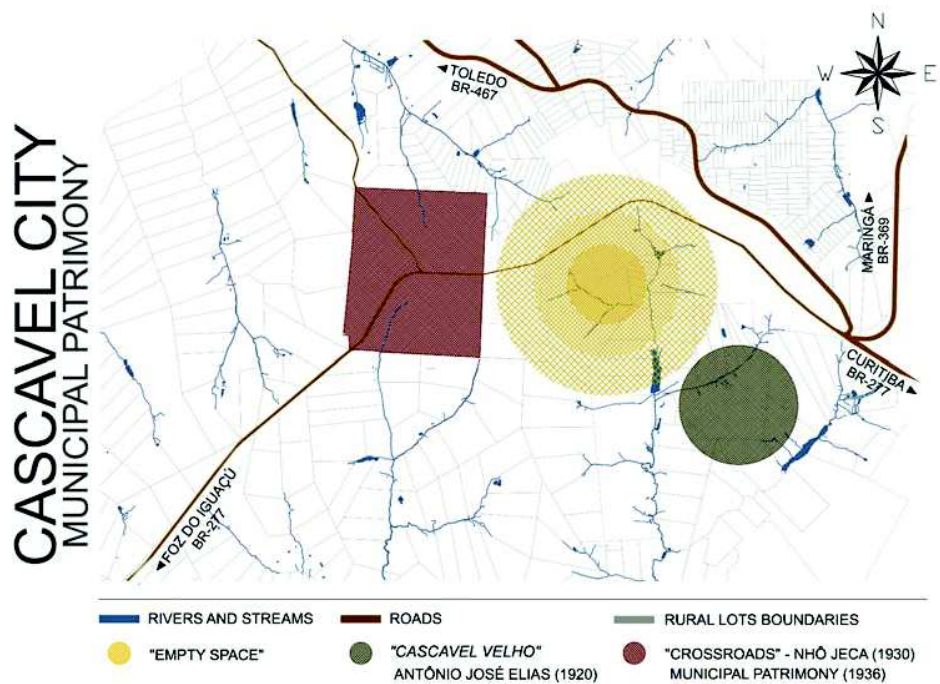 CASCAVEL CITY
MUNICIPAL PATRIMONY
N
W E
S
TOLEDO
BR-467
MARINGÁ
BR-369
CURITIBA
BR-277
FOZ DO IGUAÇÚ
BR-277
RIVERS AND STREAMS
ROADS
RURAL LOTS BOUNDARIES
"EMPTY SPACE"
"CASCAVEL VELHO"
ANTÔNIO JOSÉ ELIAS (1920)
"CROSSROADS" - NHÔ JECA (1930)
MUNICIPAL PATRIMONY (1936)